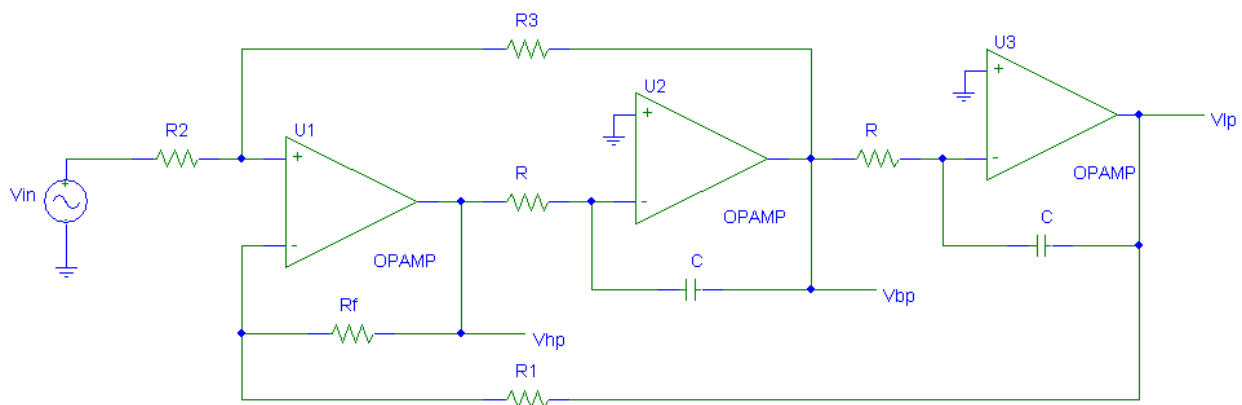 R3
U3
U2
+
Vlp
R2
U1
R
+
+
R
-
OPAMP
+
Vin
-
OPAMP
C
-
-
OPAMP
C
Vbp
Rf
Vhp
R1